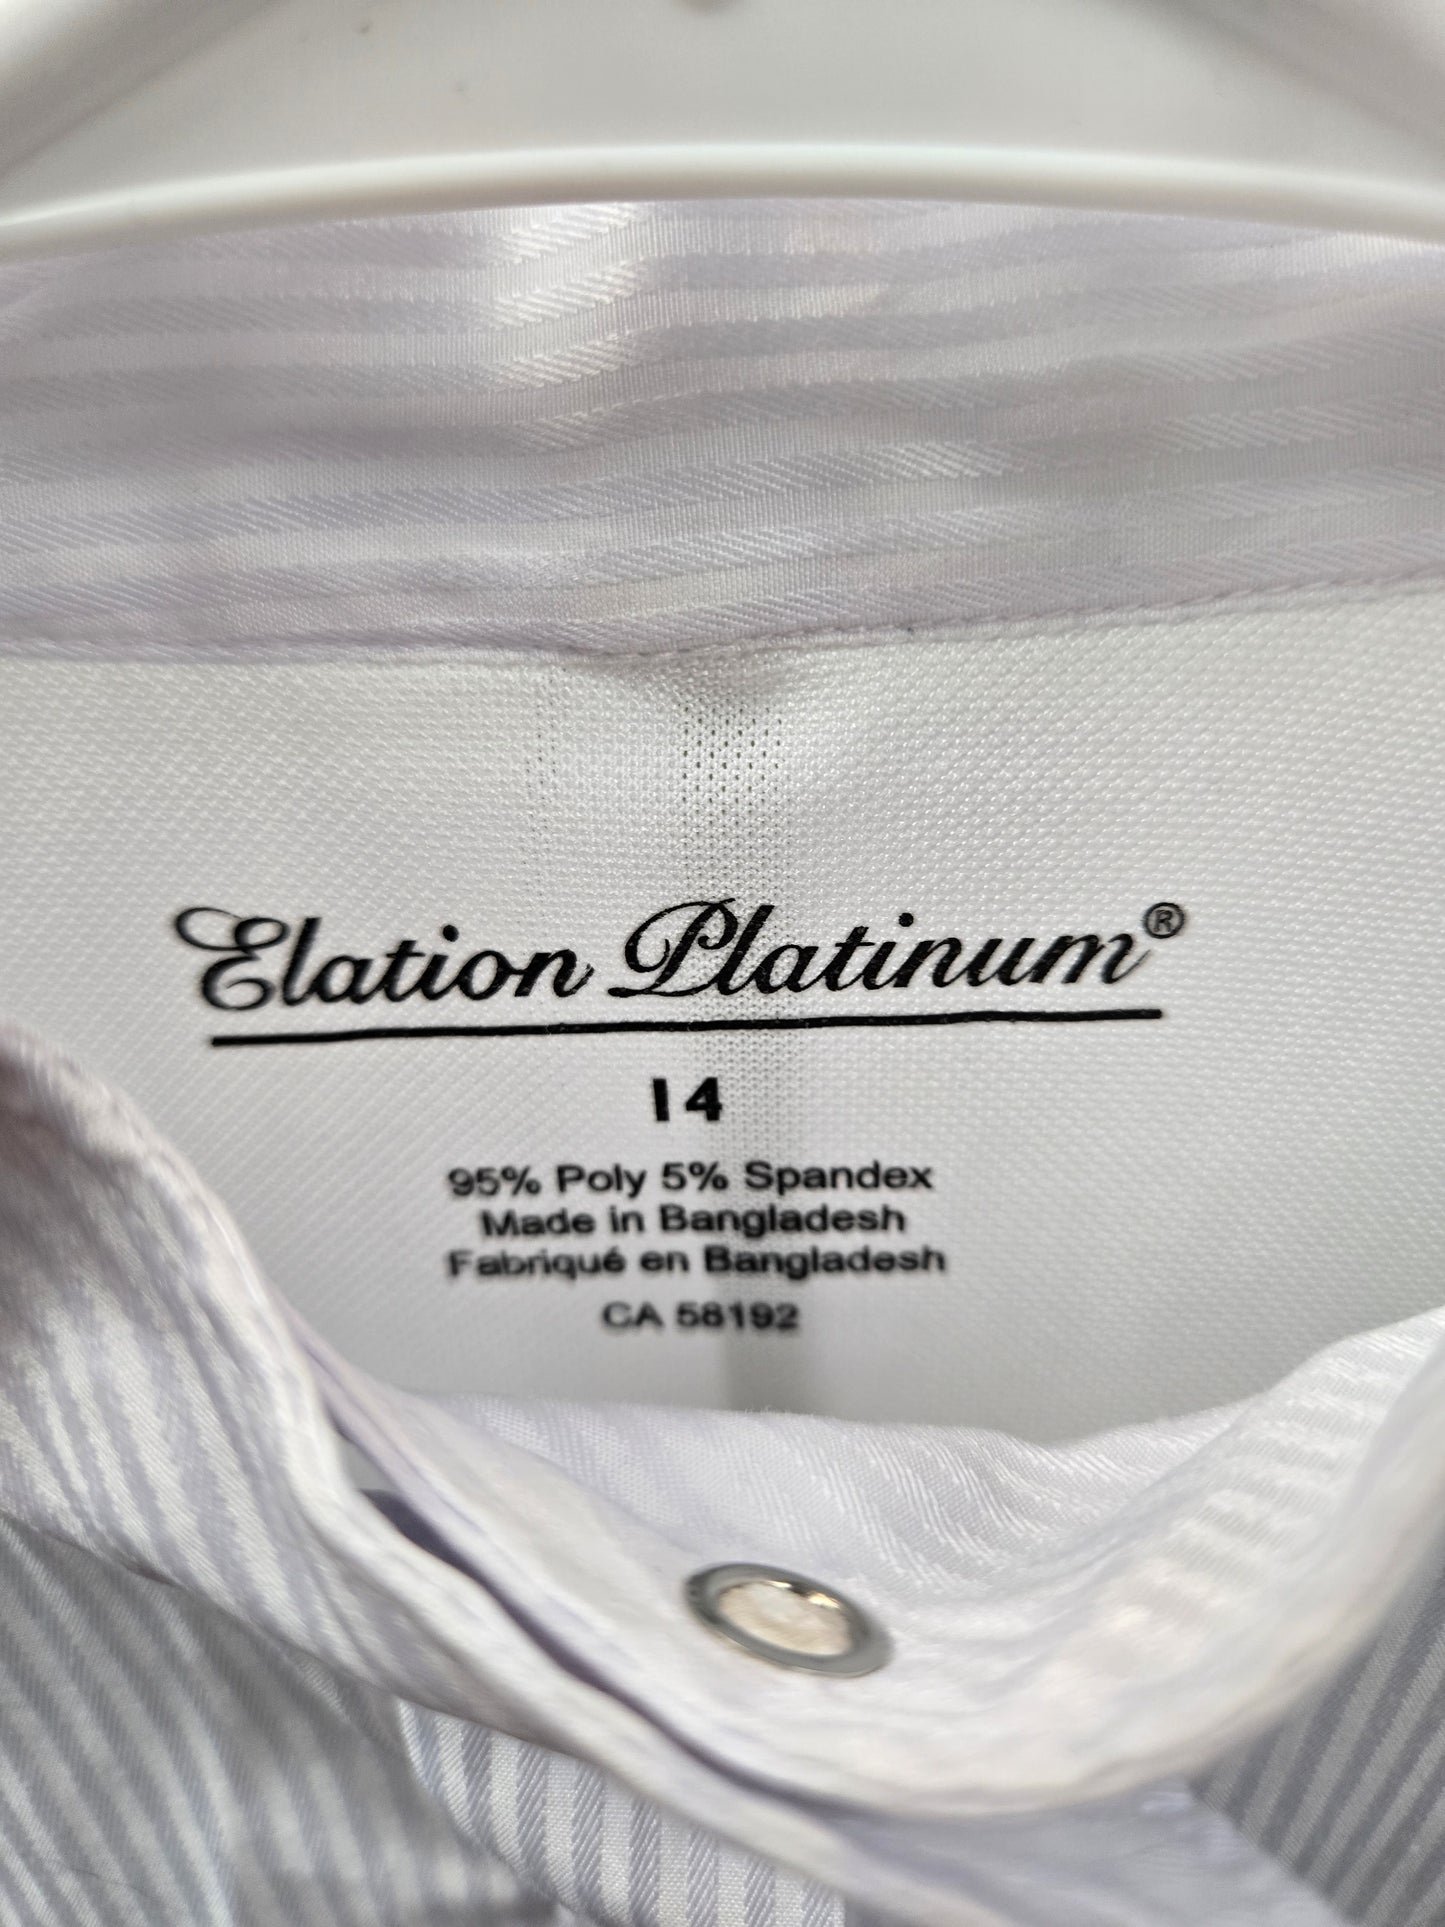 Elation Platinum®
14
95% Poly 5% Spandex
Made in Bangladesh
Fabriqué en Bangladesh
CA 58192